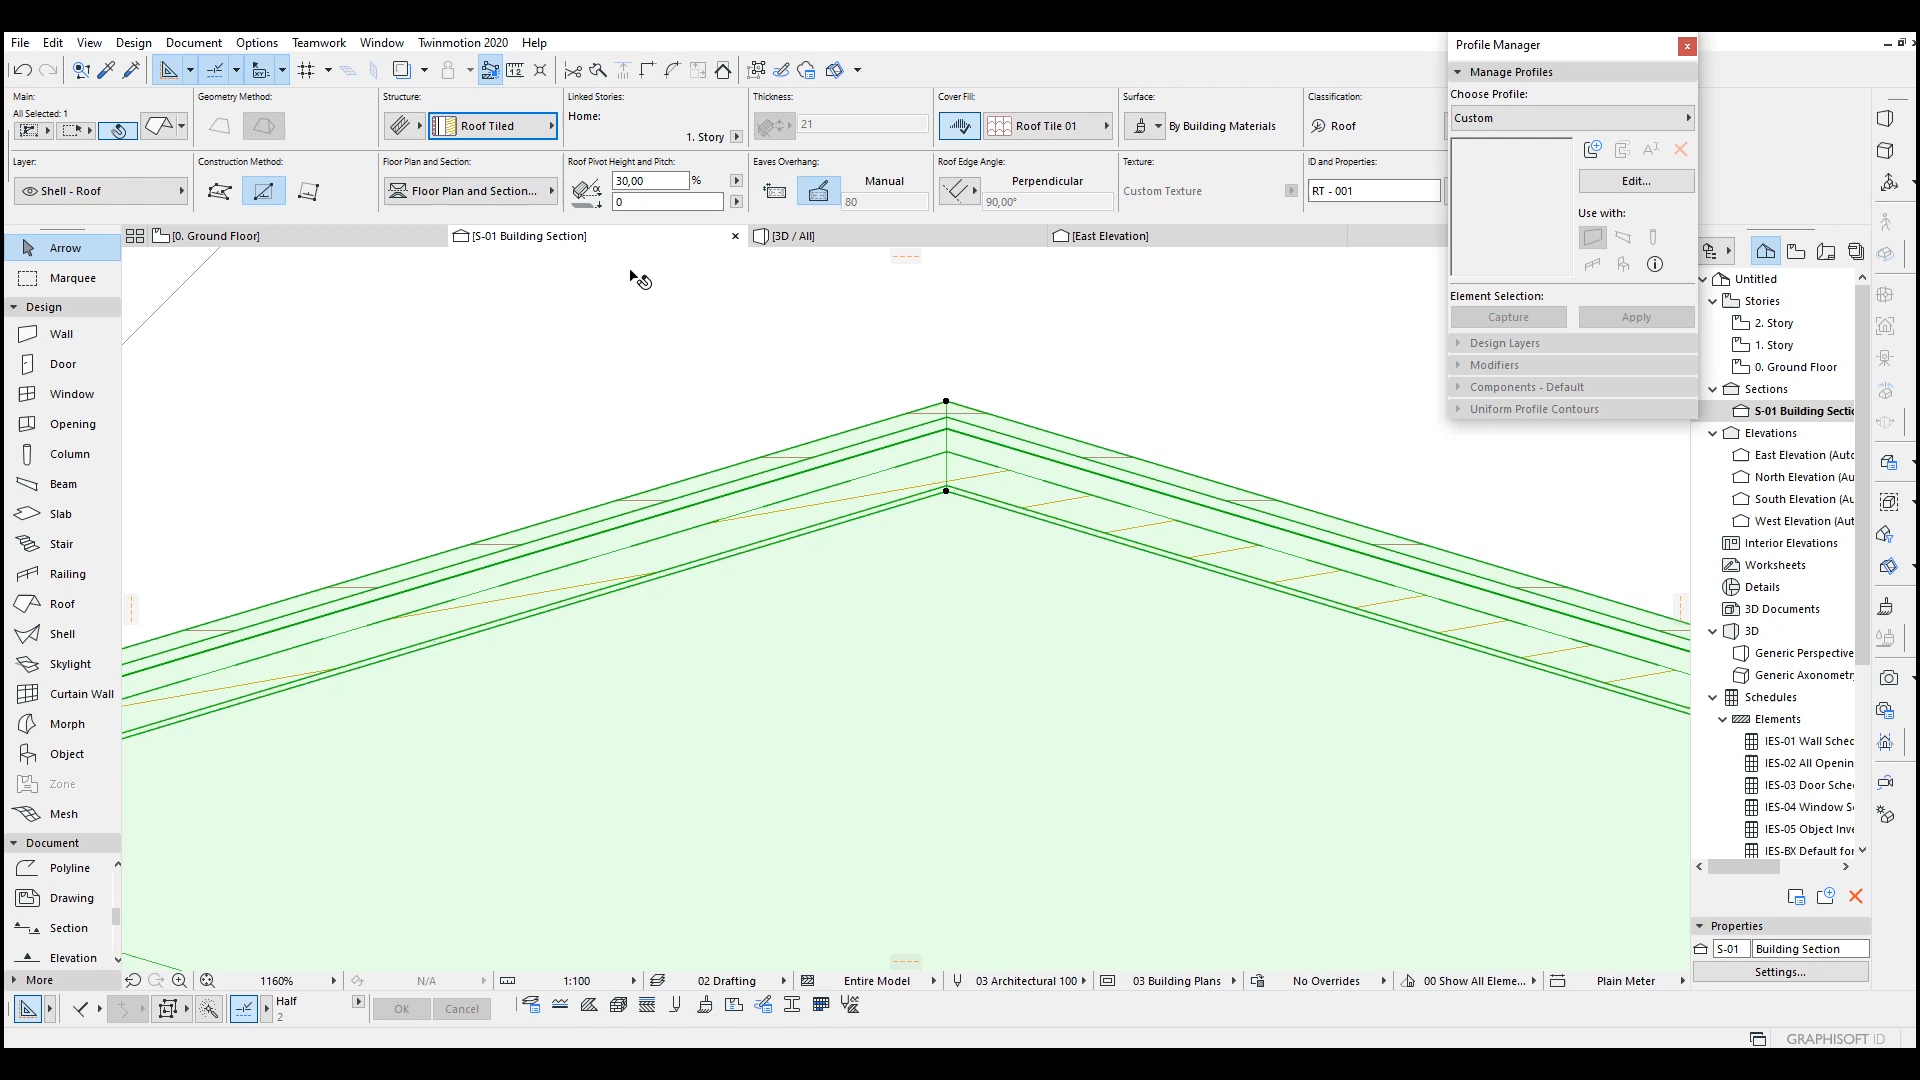 File Edit View Design Document Options Teamwork Window Twinmotion 2020 Help
Profile Manager
Manage Profiles
Choose Profile:
Custom
Edit...
Use with:
Element Selection:
Capture Apply
Design Layers
Modifiers
Components - Default
Uniform Profile Contours
Main: Geometry Method: Structure: Linked Stories: Thickness: Cover Fill: Surface: Classification:
All Selected: 1
Home:
Roof Tiled 1. Story 21 Roof Tile 01 By Building Materials Roof
Layer: Construction Method: Floor Plan and Section: Roof Pivot Height and Pitch: Eaves Overhang: Roof Edge Angle: Texture: ID and Properties:
30,00 % Manual Perpendicular
Shell - Roof Floor Plan and Section... 0 80 90,00° Custom Texture RT - 001
[0. Ground Floor] [S-01 Building Section] [3D / All] [East Elevation]
Arrow
Marquee
Design
Wall
Door
Window
Opening
Column
Beam
Slab
Stair
Railing
Roof
Shell
Skylight
Curtain Wall
Morph
Object
Zone
Mesh
Document
Polyline
Drawing
Section
Elevation
More
Untitled
Stories
2. Story
1. Story
0. Ground Floor
Sections
S-01 Building Secti
Elevations
East Elevation (Aut
North Elevation (Au
South Elevation (Au
West Elevation (Aut
Interior Elevations
Worksheets
Details
3D Documents
3D
Generic Perspective
Generic Axonometr
Schedules
Elements
IES-01 Wall Sched
IES-02 All Openin
IES-03 Door Sche
IES-04 Window S
IES-05 Object Inve
IES-BX Default for
Properties
S-01 Building Section
Settings...
1160% N/A 1:100 02 Drafting Entire Model 03 Architectural 100 03 Building Plans No Overrides 00 Show All Eleme... Plain Meter
Half
2
OK Cancel
GRAPHISOFT ID